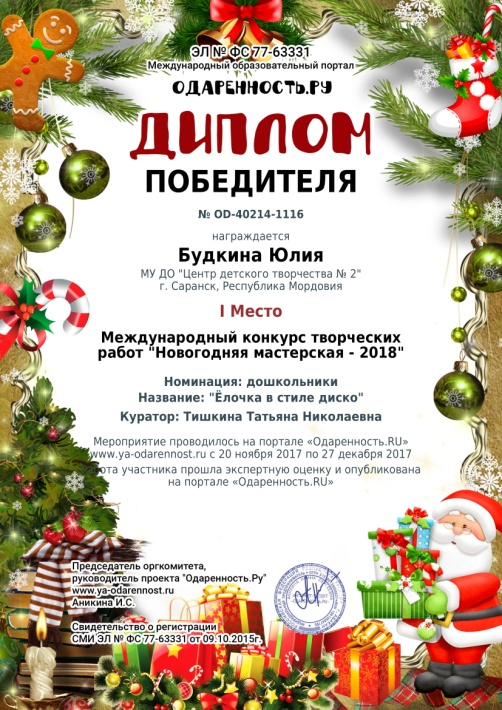 ЭЛ № ФС 77-63331
Международный образовательный портал
ОДАРЕННОСТЬ.РУ
ДИПЛОМ
ПОБЕДИТЕЛЯ
№ OD-40214-1116
награждается
Будкина Юлия
МУ ДО "Центр детского творчества № 2"
г. Саранск, Республика Мордовия
I Место
Международный конкурс творческих
работ "Новогодняя мастерская - 2018"
Номинация: дошкольники
Название: "Ёлочка в стиле диско"
Куратор: Тишкина Татьяна Николаевна
Мероприятие проводилось на портале «Одаренность.RU»
www.ya-odarennost.ru с 20 ноября 2017 по 27 декабря 2017
ота участника прошла экспертную оценку и опубликована
на портале «Одаренность.RU»
Председатель оргкомитета,
руководитель проекта "Одаренность.Ру"
www.ya-odarennost.ru
Аникина И.С.
Свидетельство о регистрации
СМИ ЭЛ № ФС 77-63331 от 09.10.2015г.